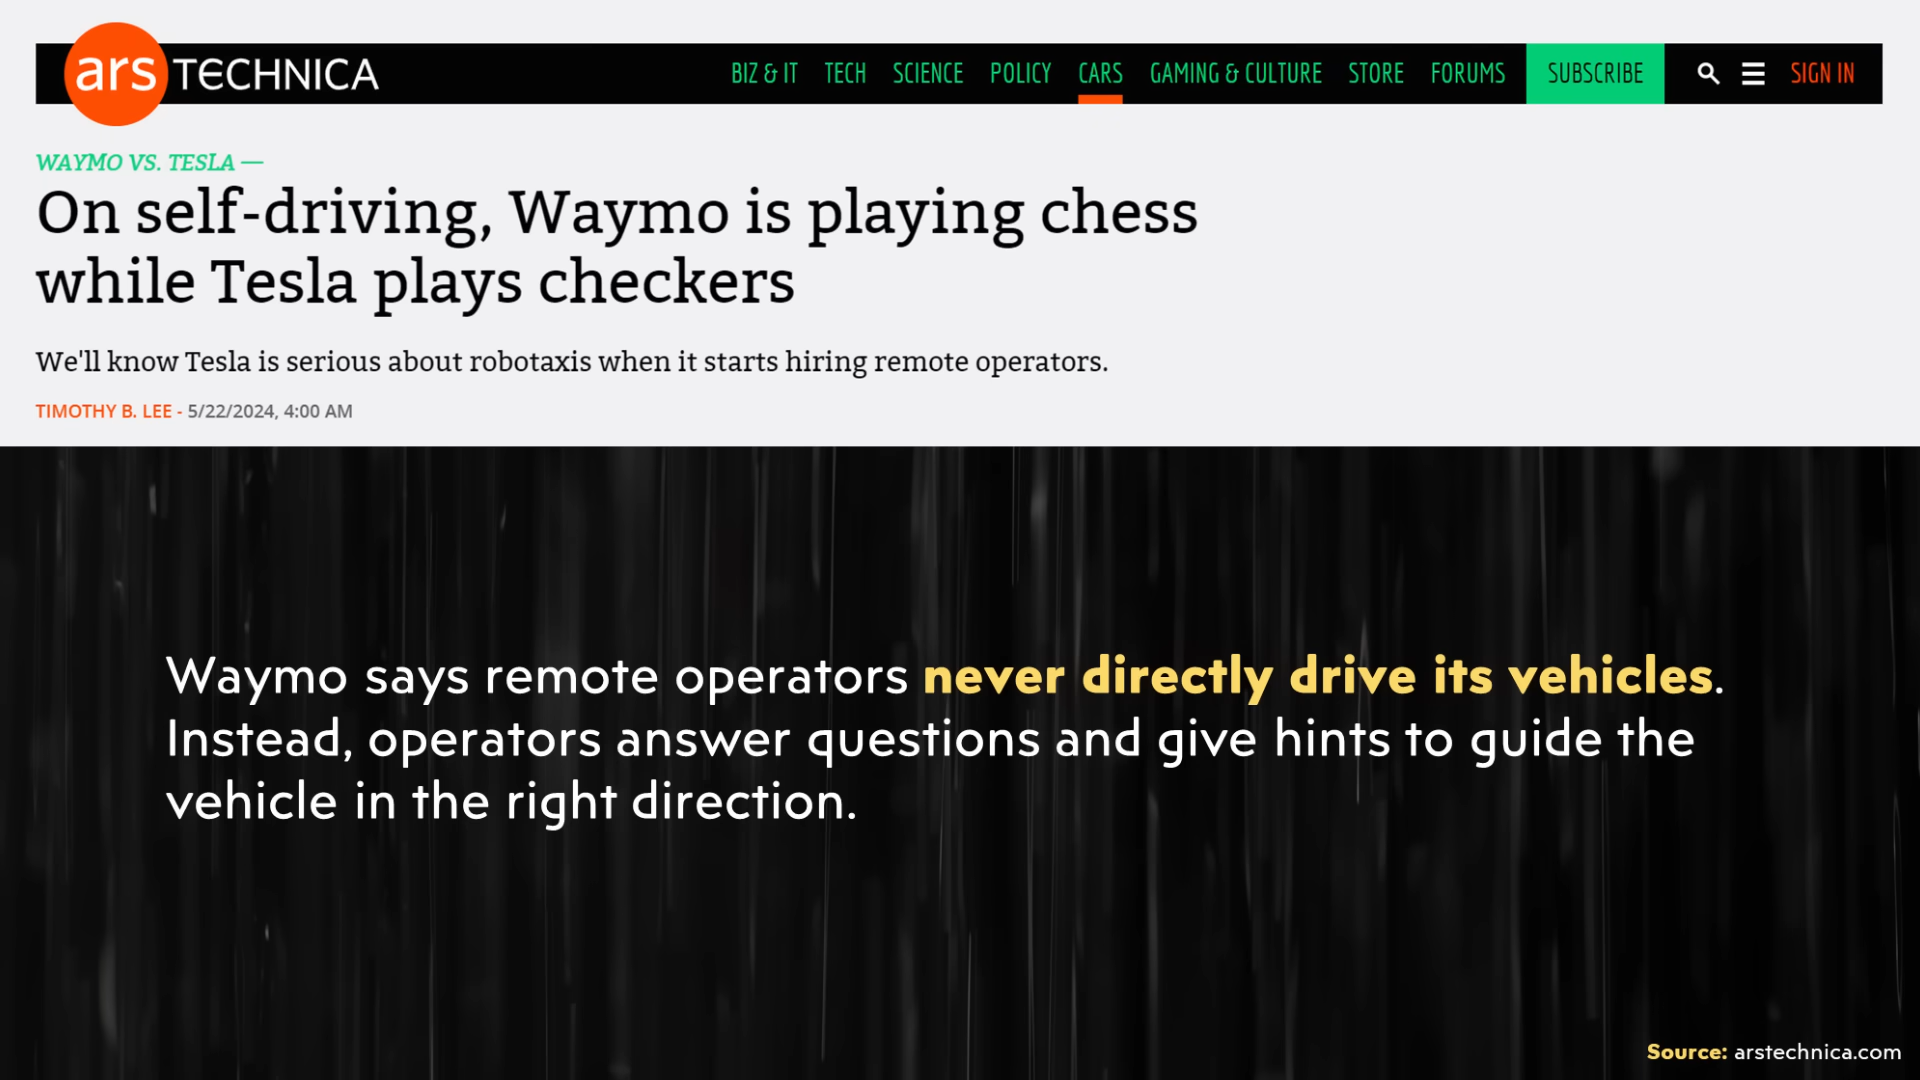 ars TECHNICA
BIZ & IT TECH SCIENCE POLICY CARS GAMING & CULTURE STORE FORUMS SUBSCRIBE SIGN IN
WAYMO VS. TESLA —
On self-driving, Waymo is playing chess
while Tesla plays checkers
We'll know Tesla is serious about robotaxis when it starts hiring remote operators.
TIMOTHY B. LEE - 5/22/2024, 4:00 AM
Waymo says remote operators never directly drive its vehicles.
Instead, operators answer questions and give hints to guide the
vehicle in the right direction.
Source: arstechnica.com